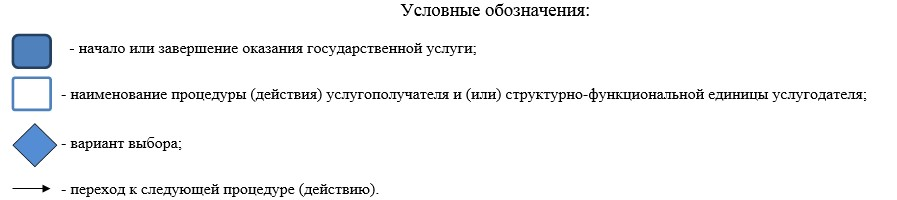 Условные обозначения:
- начало или завершение оказания государственной услуги;
- наименование процедуры (действия) услугополучателя и (или) структурно-функциональной единицы услугодателя;
- вариант выбора;
- переход к следующей процедуре (действию).